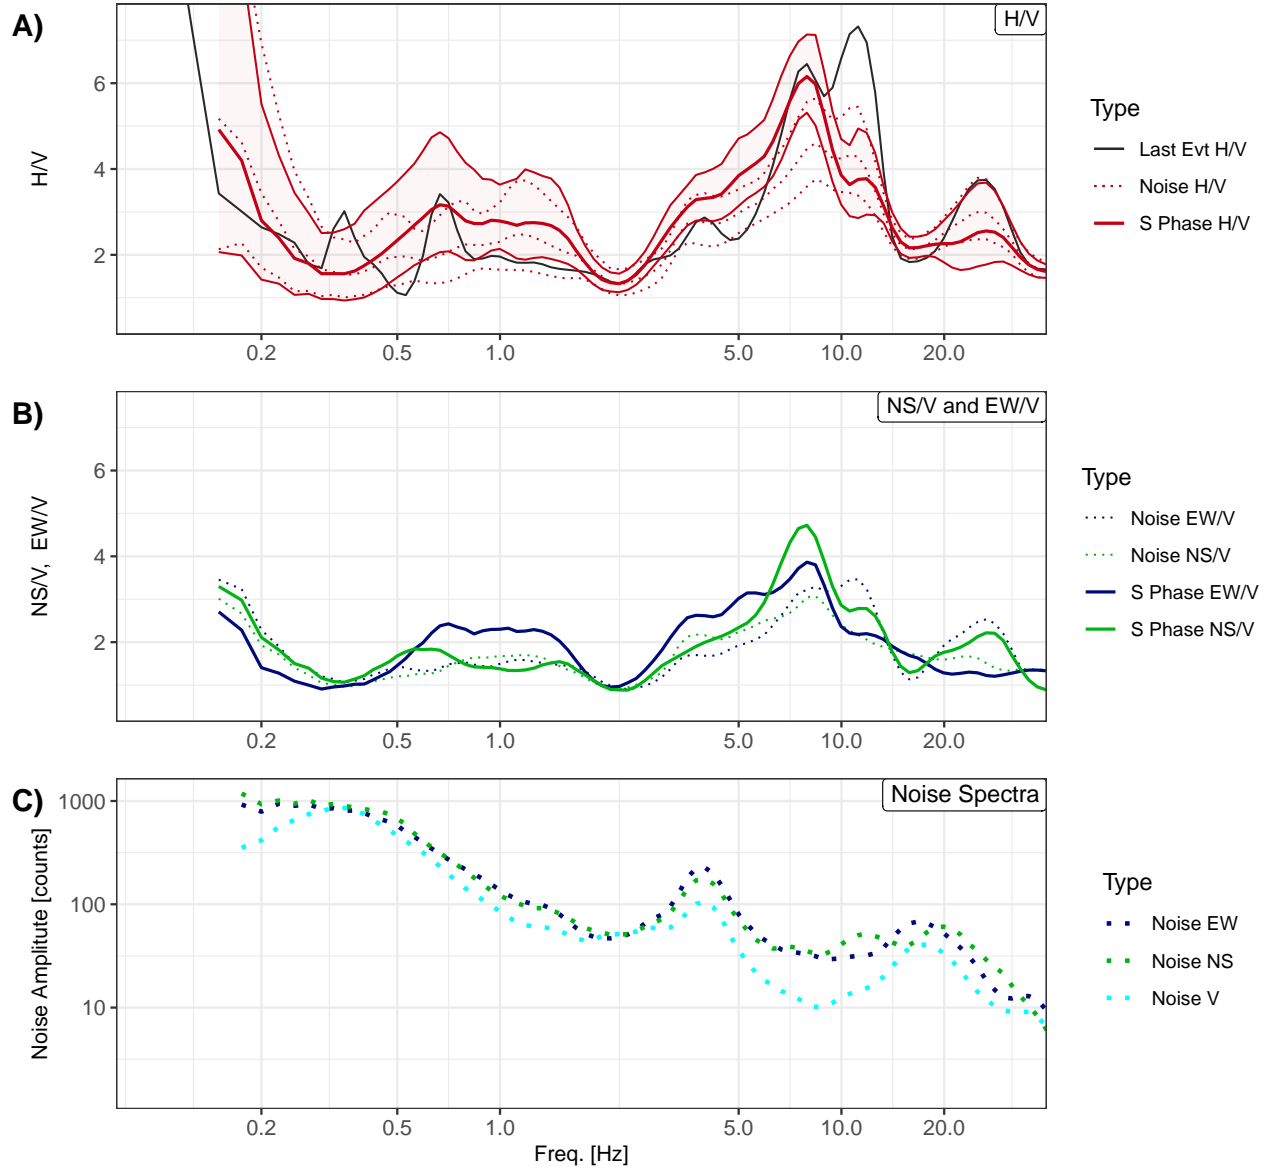 A)
H/V
H/V
6
4
2
0.2 0.5 1.0 5.0 10.0 20.0
Type
Last Evt H/V
Noise H/V
S Phase H/V
B)
NS/V and EW/V
NS/V, EW/V
6
4
2
0.2 0.5 1.0 5.0 10.0 20.0
Type
Noise EW/V
Noise NS/V
S Phase EW/V
S Phase NS/V
C)
Noise Spectra
Noise Amplitute [counts]
1000
100
10
0.2 0.5 1.0 5.0 10.0 20.0
Freq. [Hz]
Type
Noise EW
Noise NS
Noise V